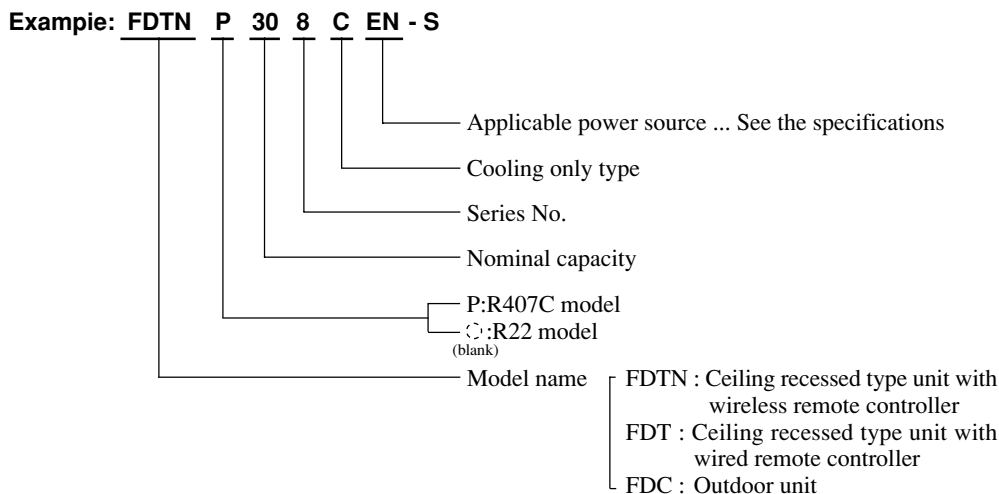 Exampie: FDTN P 30 8 C EN - S
Applicable power source ... See the specifications
Cooling only type
Series No.
Nominal capacity
P:R407C model
:R22 model
(blank)
Model name
FDTN : Ceiling recessed type unit with
wireless remote controller
FDT : Ceiling recessed type unit with
wired remote controller
FDC : Outdoor unit